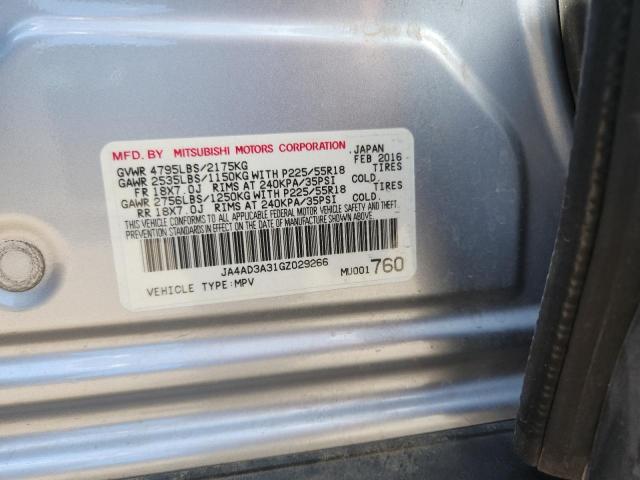 MFD. BY MITSUBISHI MOTORS CORPORATION JAPAN
GVWR 4795LBS/2175KG FEB 2016
GAWR 2535LBS/1150KG WITH P225/55R18 TIRES
FR 18X7.0J RIMS AT 240KPA/35PSI COLD.
GAWR 2756LBS/1250KG WITH P225/55R18 TIRES
RR 18X7.0J RIMS AT 240KPA/35PSI COLD.
THIS VEHICLE CONFORMS TO ALL APPLICABLE FEDERAL MOTOR VEHICLE SAFETY, BUMPER, AND
THEFT PREVENTION STANDARDS IN EFFECT ON THE DATE OF MANUFACTURE SHOWN ABOVE.
JA4AD3A31GZ029266
VEHICLE TYPE:MPV MU001760